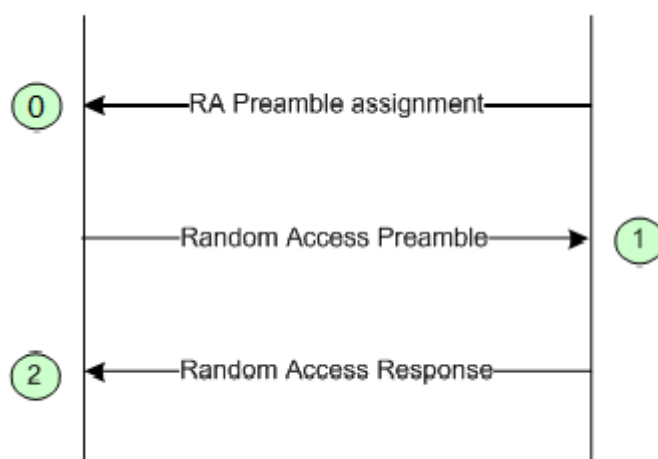 0
RA Preamble assignment
Random Access Preamble
1
2
Random Access Response